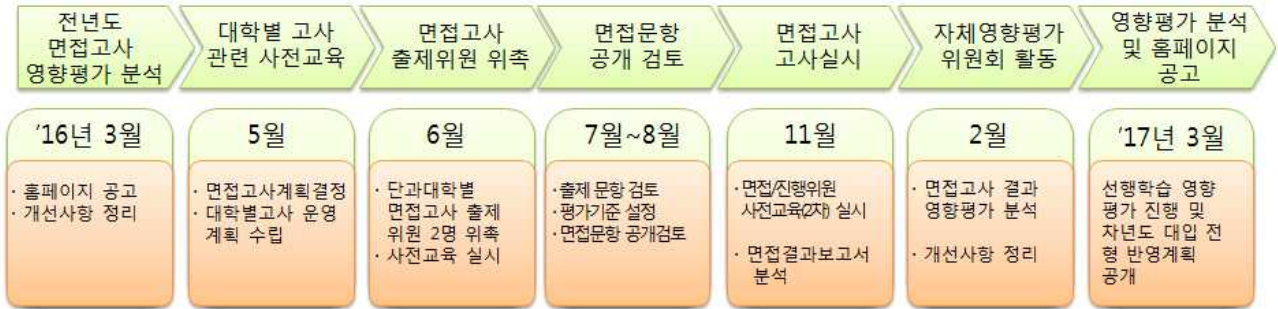 전년도
면접고사
영향평가 분석
대학별 고사
관련 사전교육
면접고사
출제위원 위촉
면접문항
공개 검토
면접고사
고사실시
자체영향평가
위원회 활동
영향평가 분석
및 홈페이지
공고
'16년 3월
· 홈페이지 공고
· 개선사항 정리
5월
· 면접고사계획결정
· 대학별고사 운영
계획 수립
6월
· 단과대학별
면접고사 출제
위원 2명 위촉
· 사전교육 실시
7월~8월
·출제 문항 검토
·평가기준 설정
·면접문항 공개검토
11월
·면접/진행위원
사전교육(2차) 실시
· 면접결과보고서
분석
2월
· 면접고사 결과
영향평가 분석
· 개선사항 정리
'17년 3월
선행학습 영향
평가 진행 및
차년도 대입 전
형 반영계획
공개